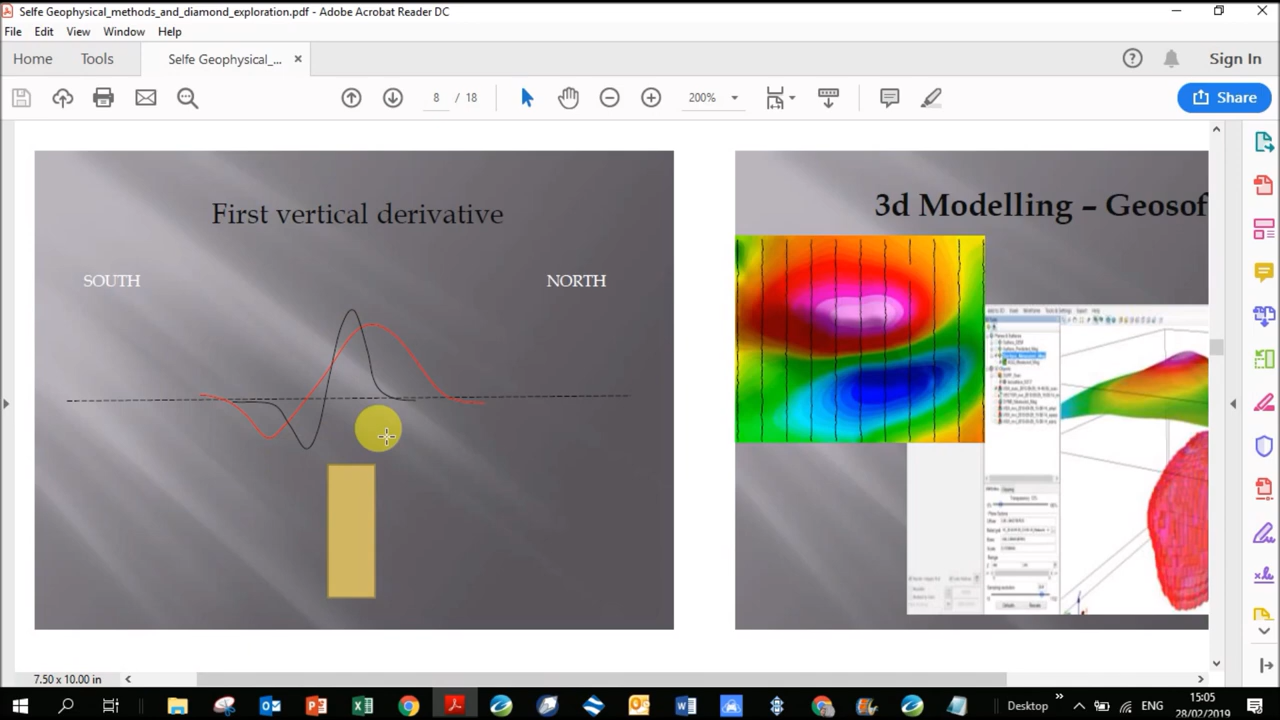 Selfe Geophysical_methods_and_diamond_exploration.pdf - Adobe Acrobat Reader DC
File Edit View Window Help
Home Tools Selfe Geophysical_... × Sign In
8 / 18 200% Share
First vertical derivative
SOUTH NORTH
3d Modelling – Geosof
7.50 x 10.00 in
Desktop ENG 15:05
28/02/2019